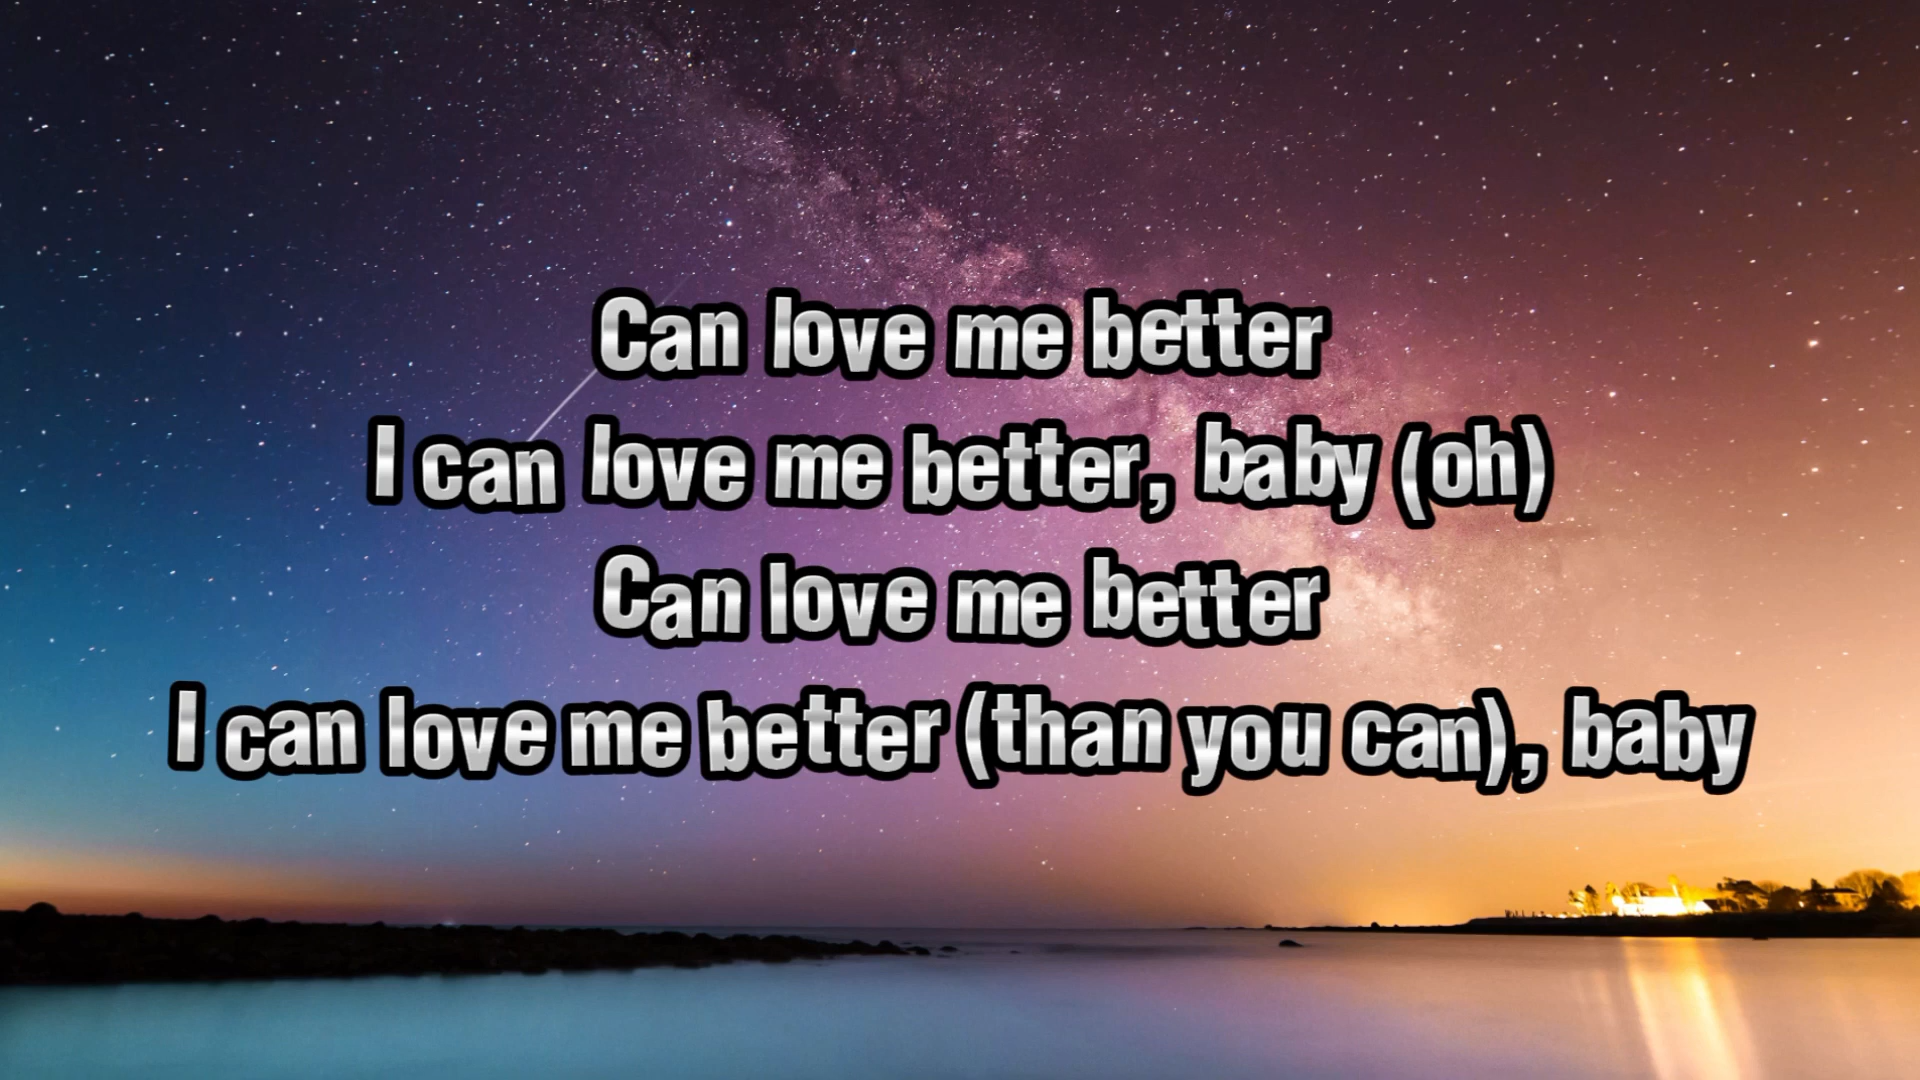 Can love me better
I can love me better, baby (oh)
Can love me better
I can love me better (than you can), baby